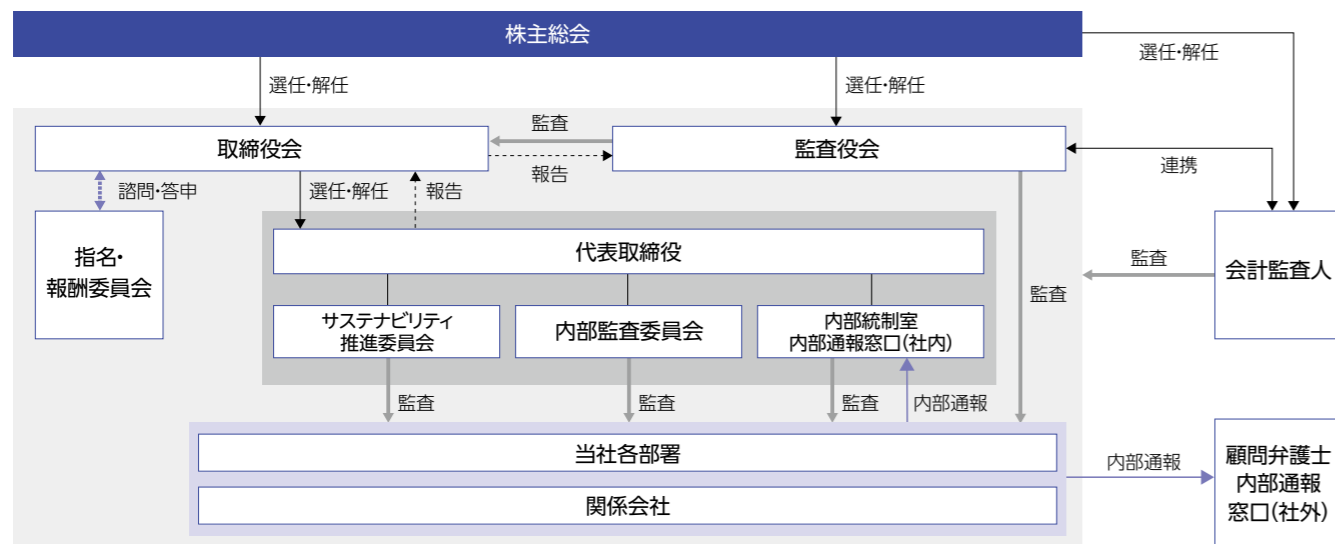 株主総会
選任・解任
選任・解任
選任・解任
取締役会
監査
報告
監査役会
連携
諮問・答申
選任・解任
報告
指名・
報酬委員会
代表取締役
監査
会計監査人
監査
サステナビリティ
推進委員会
内部監査委員会
内部統制室
内部通報窓口(社内)
監査
監査
監査
内部通報
当社各部署
関係会社
内部通報
顧問弁護士
内部通報
窓口(社外)